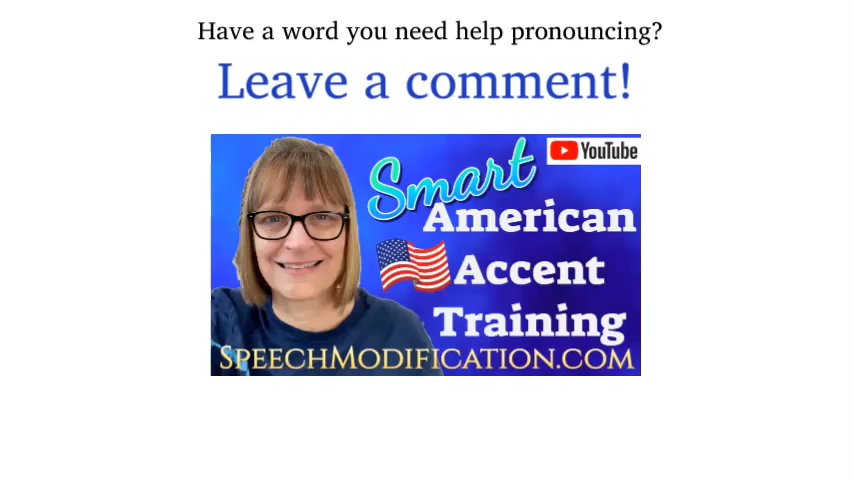 Have a word you need help pronouncing?
Leave a comment!
YouTube
Smart
American
Accent
Training
SpeechModification.com